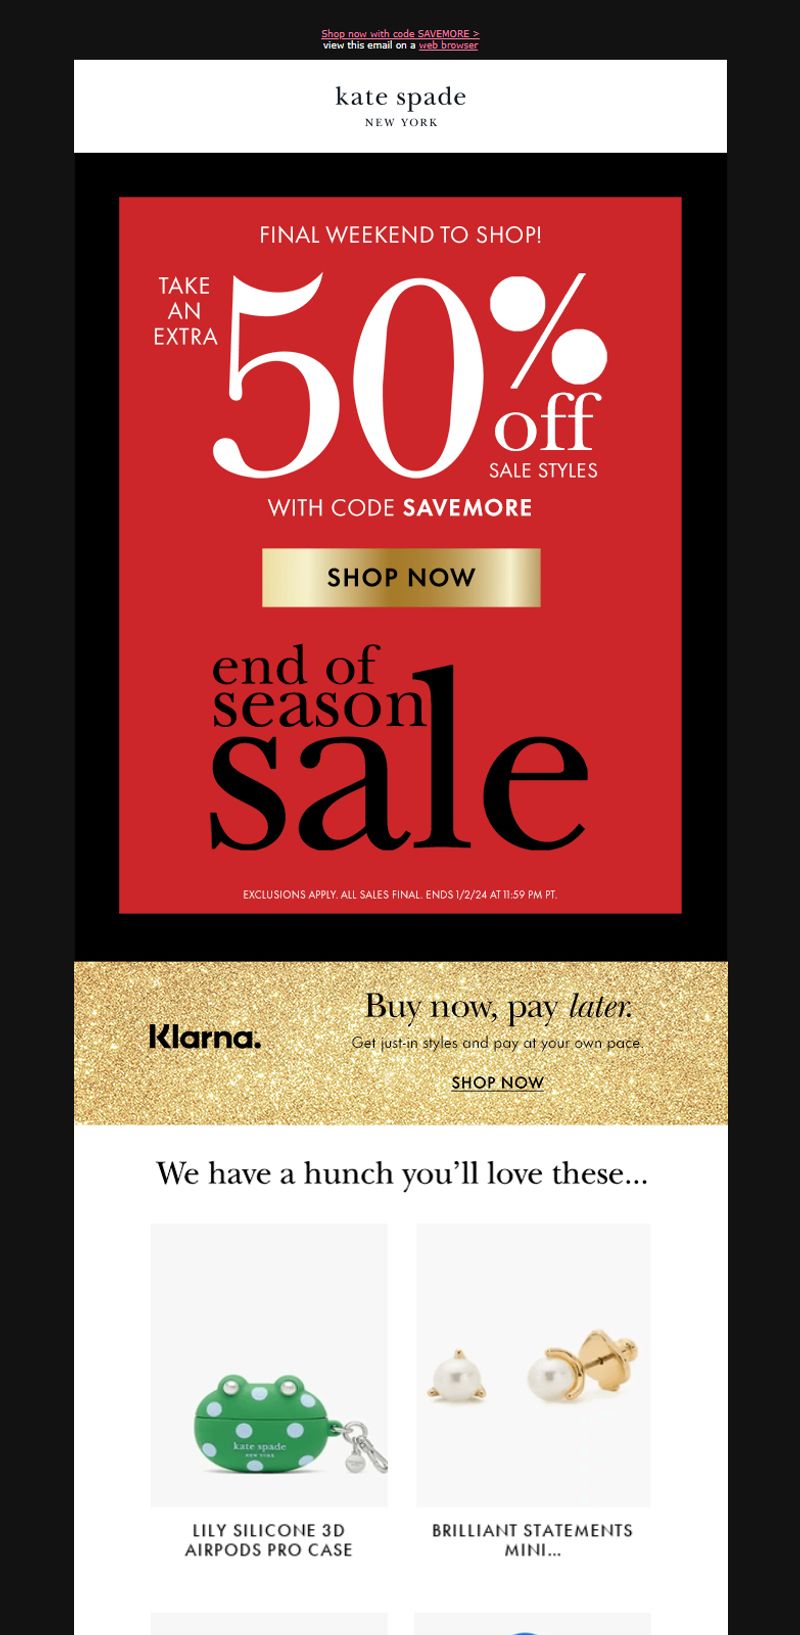 Shop now with code SAVEMORE >
view this email on a web browser
kate spade
NEW YORK
FINAL WEEKEND TO SHOP!
TAKE
AN
EXTRA
50%
off
SALE STYLES
WITH CODE SAVEMORE
SHOP NOW
end of
season
sale
EXCLUSIONS APPLY. ALL SALES FINAL. ENDS 1/2/24 AT 11:59 PM PT.
Klarna.
Buy now, pay later.
Get just-in styles and pay at your own pace.
SHOP NOW
We have a hunch you’ll love these...
kate spade
NEW YORK
LILY SILICONE 3D
AIRPODS PRO CASE
BRILLIANT STATEMENTS
MINI...